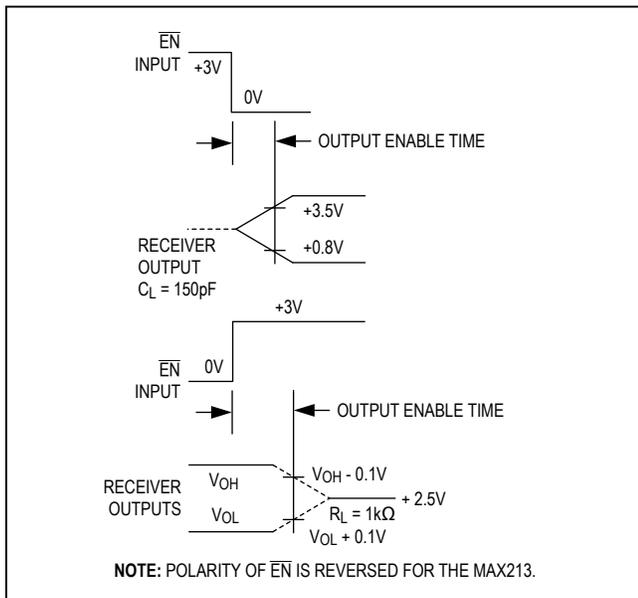 EN
INPUT
+3V
0V
OUTPUT ENABLE TIME
+3.5V
+0.8V
RECEIVER
OUTPUT
CL = 150pF
+3V
0V
EN
INPUT
OUTPUT ENABLE TIME
RECEIVER
OUTPUTS
VOH
VOL
VOH - 0.1V
+ 2.5V
RL = 1kΩ
VOL + 0.1V
NOTE: POLARITY OF EN IS REVERSED FOR THE MAX213.